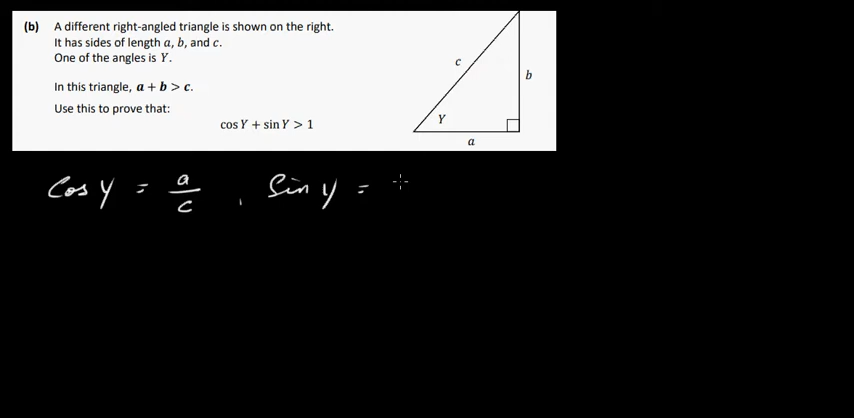 (b) A different right-angled triangle is shown on the right.
It has sides of length a, b, and c.
One of the angles is Y.
In this triangle, a + b > c.
Use this to prove that:
cos Y + sin Y > 1
c
b
Y
a
Cos y = a/c , Sin y =